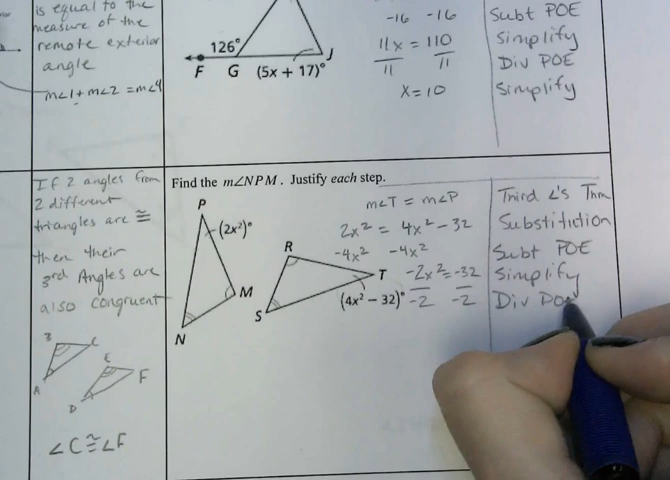 is equal to the
measure of the
remote exterior
angle
m∠1 + m∠2 = m∠4
126°
F G (5x + 17)° J
-16 -16
11x = 110
11 11
x = 10
Subt POE
Simplify
Div POE
Simplify
If 2 angles from
2 different
triangles are ≅
then their
3rd Angles are
also congruent
B C
A
E F
D
∠C ≅ ∠F
Find the m∠NPM. Justify each step.
P
(2x²)°
M
N
R
T
S
(4x² – 32)°
m∠T = m∠P
2x² = 4x² - 32
-4x² -4x²
-2x² = -32
-2 -2
Third ∠'s Thm
Substitiction
Subt POE
Simplify
Div POE